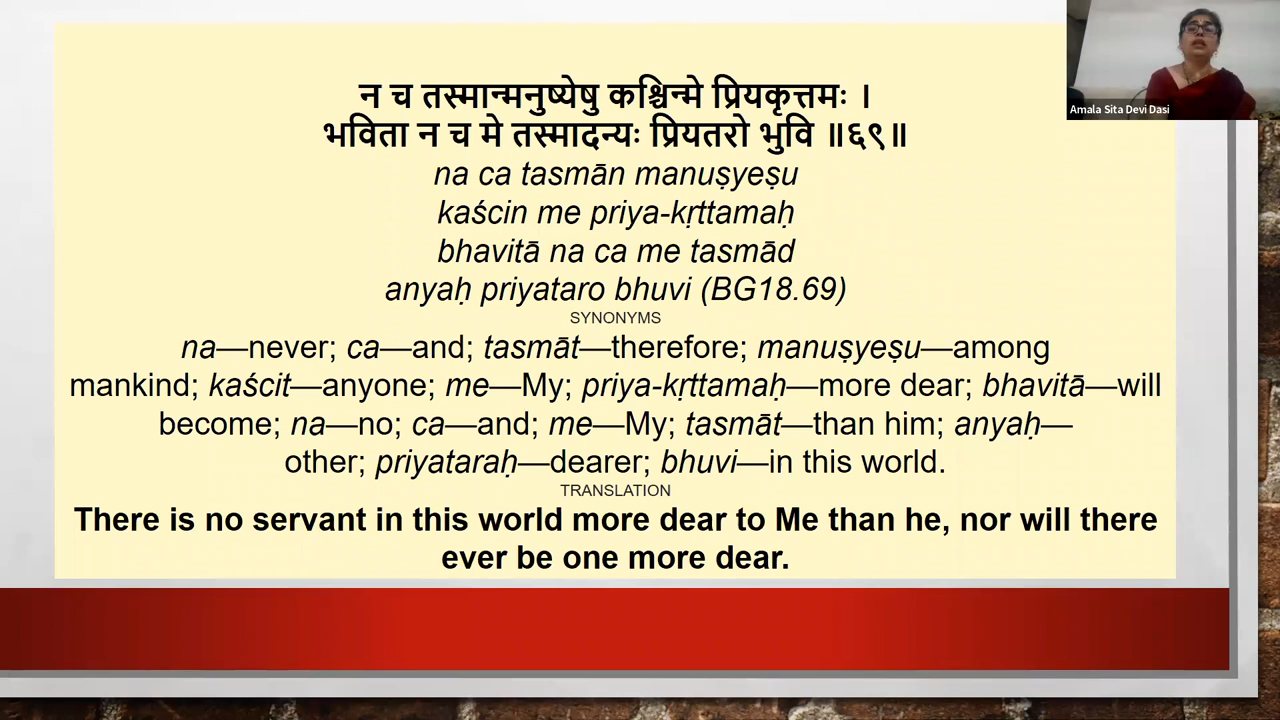 न च तस्मान्मनुष्येषु कश्चिन्मे प्रियकृत्तमः ।
भविता न च मे तस्मादन्यः प्रियतरो भुवि ॥६९॥
na ca tasmān manuṣyeṣu
kaścin me priya-kṛttamaḥ
bhavitā na ca me tasmād
anyaḥ priyataro bhuvi (BG18.69)
SYNONYMS
na—never; ca—and; tasmāt—therefore; manuṣyeṣu—among
mankind; kaścit—anyone; me—My; priya-kṛttamaḥ—more dear; bhavitā—will
become; na—no; ca—and; me—My; tasmāt—than him; anyaḥ—
other; priyataraḥ—dearer; bhuvi—in this world.
TRANSLATION
There is no servant in this world more dear to Me than he, nor will there
ever be one more dear.
Amala Sita Devi Dasi